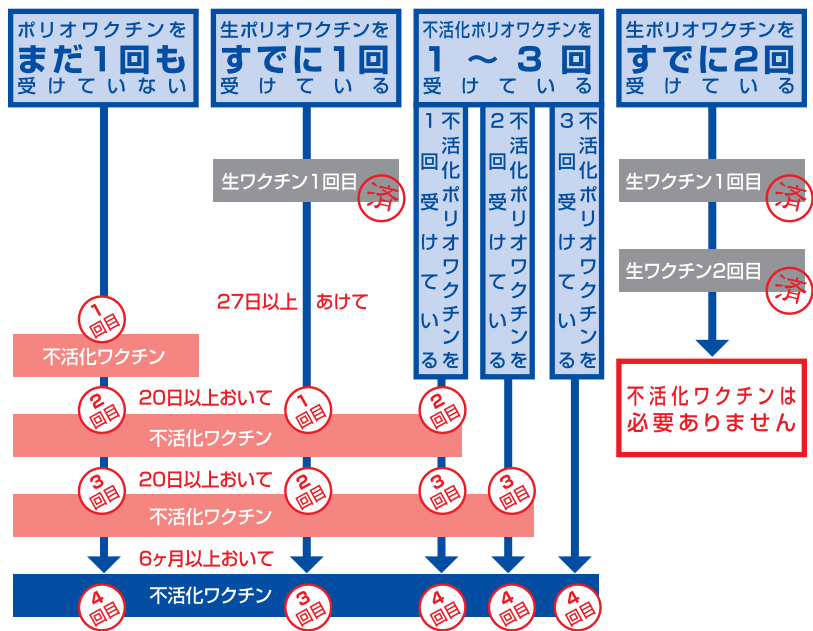 ポリオワクチンを
まだ1回も
受けていない
生ポリオワクチンを
すでに1回
受けている
不活化ポリオワクチンを
1～3回
受けている
生ポリオワクチンを
すでに2回
受けている
不活化ポリオワクチンを
1回受けている
不活化ポリオワクチンを
2回受けている
不活化ポリオワクチンを
3回受けている
生ワクチン1回目
済
生ワクチン1回目
済
生ワクチン2回目
済
27日以上 あけて
1回目
不活化ワクチン
不活化ワクチンは
必要ありません
2回目
20日以上おいて
1回目
2回目
不活化ワクチン
3回目
20日以上おいて
2回目
3回目
3回目
不活化ワクチン
6ヶ月以上おいて
不活化ワクチン
4回目
3回目
4回目
4回目
4回目